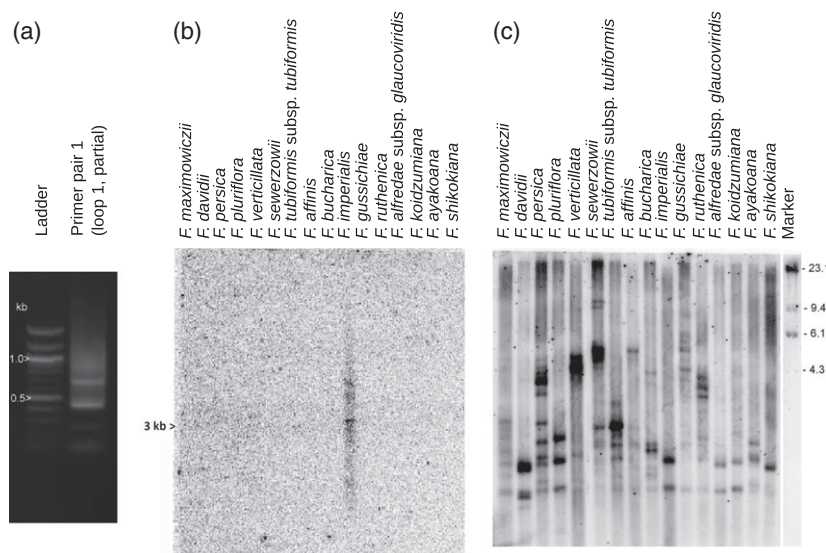 (a)
Ladder
Primer pair 1
(loop 1, partial)
kb
1.0>
0.5>
(b)
F. maximowiczii
F. davidii
F. persica
F. pluriflora
F. verticillata
F. sewerzowii
F. tubiformis subsp. tubiformis
F. affinis
F. bucharica
F. imperialis
F. gussichiae
F. ruthenica
F. alfredae subsp. glaucoviridis
F. koidzumiana
F. ayakoana
F. shikokiana
3 kb >
(c)
F. maximowiczii
F. davidii
F. persica
F. pluriflora
F. verticillata
F. sewerzowii
F. tubiformis subsp. tubiformis
F. affinis
F. bucharica
F. imperialis
F. gussichiae
F. ruthenica
F. alfredae subsp. glaucoviridis
F. koidzumiana
F. ayakoana
F. shikokiana
Marker
- 23.
- 9.4
- 6.1
- 4.3